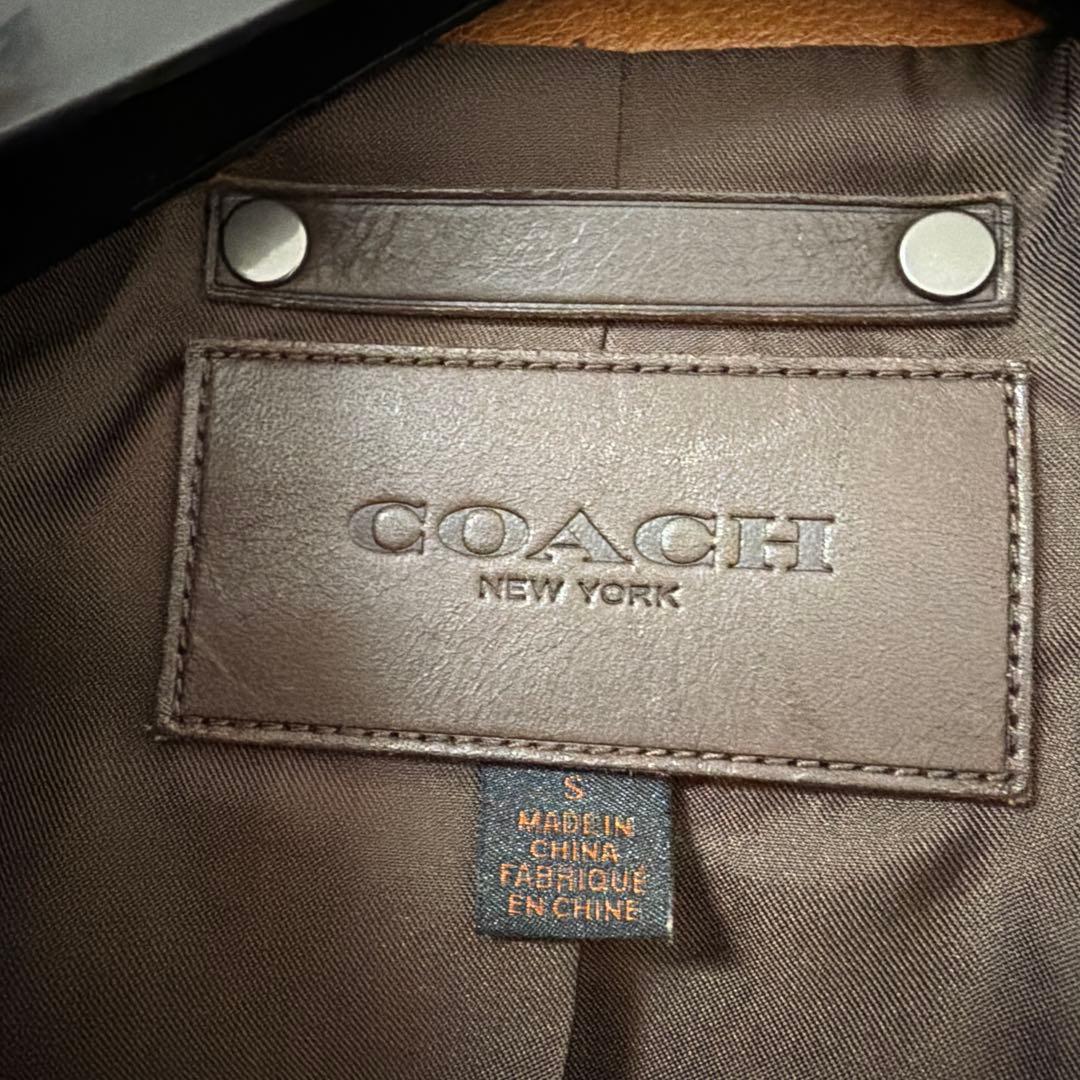 COACH
NEW YORK
S
MADE IN
CHINA
FABRIQUÉ
EN CHINE